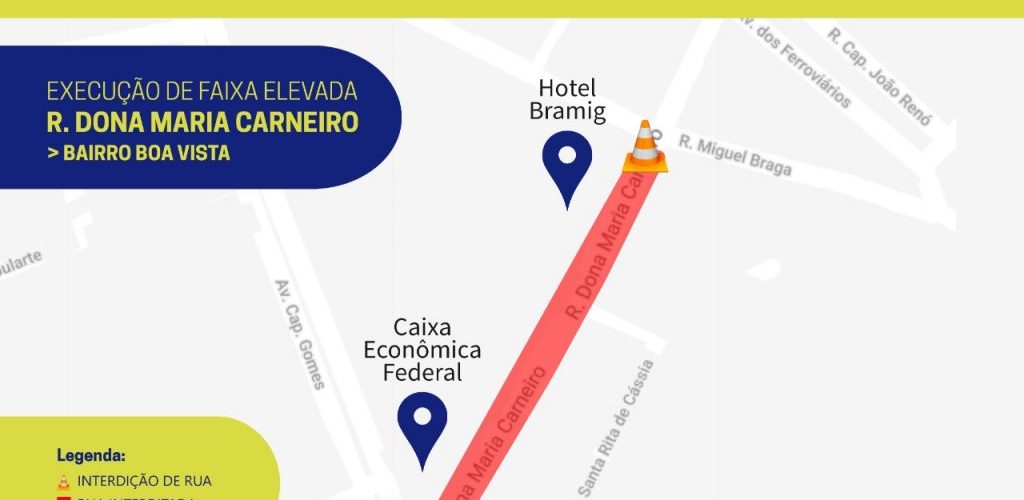 EXECUÇÃO DE FAIXA ELEVADA
R. DONA MARIA CARNEIRO
> BAIRRO BOA VISTA
Hotel
Bramig
Av. dos Ferroviários
R. Cap. João Renó
R. Miguel Braga
R. Dona Maria Car
Av. Cap. Gomes
Caixa
Econômica
Federal
na Maria Carneiro
Santa Rita de Cássia
Legenda:
INTERDIÇÃO DE RUA